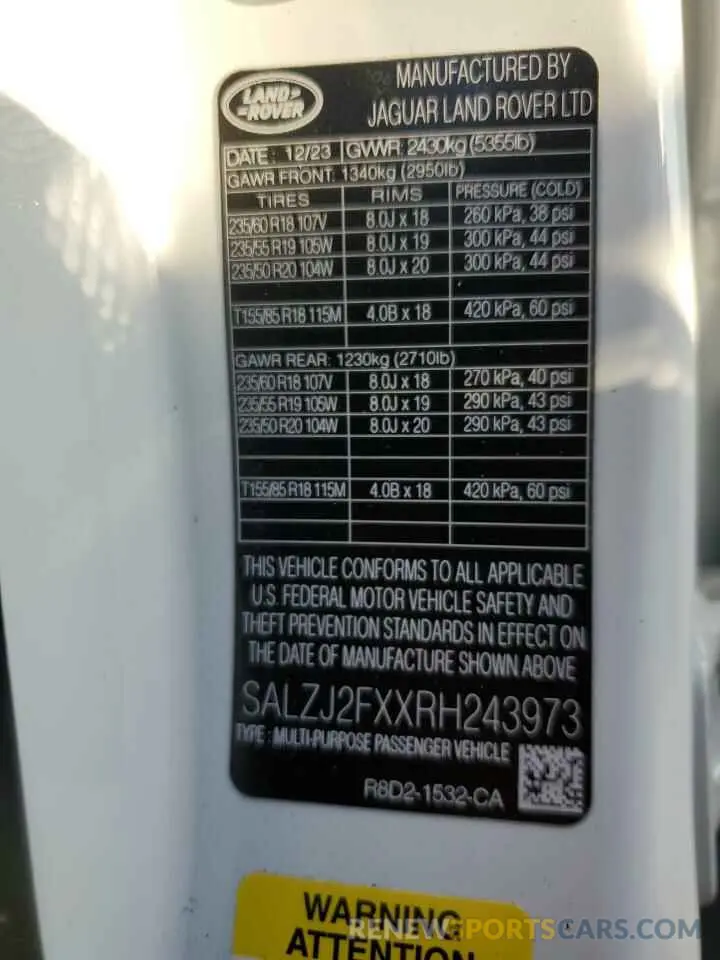 LAND-
-ROVER
MANUFACTURED BY
JAGUAR LAND ROVER LTD
DATE: 12/23 GVWR: 2430kg (5355lb)
GAWR FRONT: 1340kg (2950lb)
TIRES RIMS PRESSURE (COLD)
235/60 R18 107V 8.0J x 18 260 kPa, 38 psi
235/55 R19 105W 8.0J x 19 300 kPa, 44 psi
235/50 R20 104W 8.0J x 20 300 kPa, 44 psi
T155/85 R18 115M 4.0B x 18 420 kPa, 60 psi
GAWR REAR: 1230kg (2710lb)
235/60 R18 107V 8.0J x 18 270 kPa, 40 psi
235/55 R19 105W 8.0J x 19 290 kPa, 43 psi
235/50 R20 104W 8.0J x 20 290 kPa, 43 psi
T155/85 R18 115M 4.0B x 18 420 kPa, 60 psi
THIS VEHICLE CONFORMS TO ALL APPLICABLE
U.S. FEDERAL MOTOR VEHICLE SAFETY AND
THEFT PREVENTION STANDARDS IN EFFECT ON
THE DATE OF MANUFACTURE SHOWN ABOVE
SALZJ2FXXRH243973
TYPE : MULTI-PURPOSE PASSENGER VEHICLE
R8D2-1532-CA
WARNING
ATTENTION
RENEWSPORTSCARS.COM